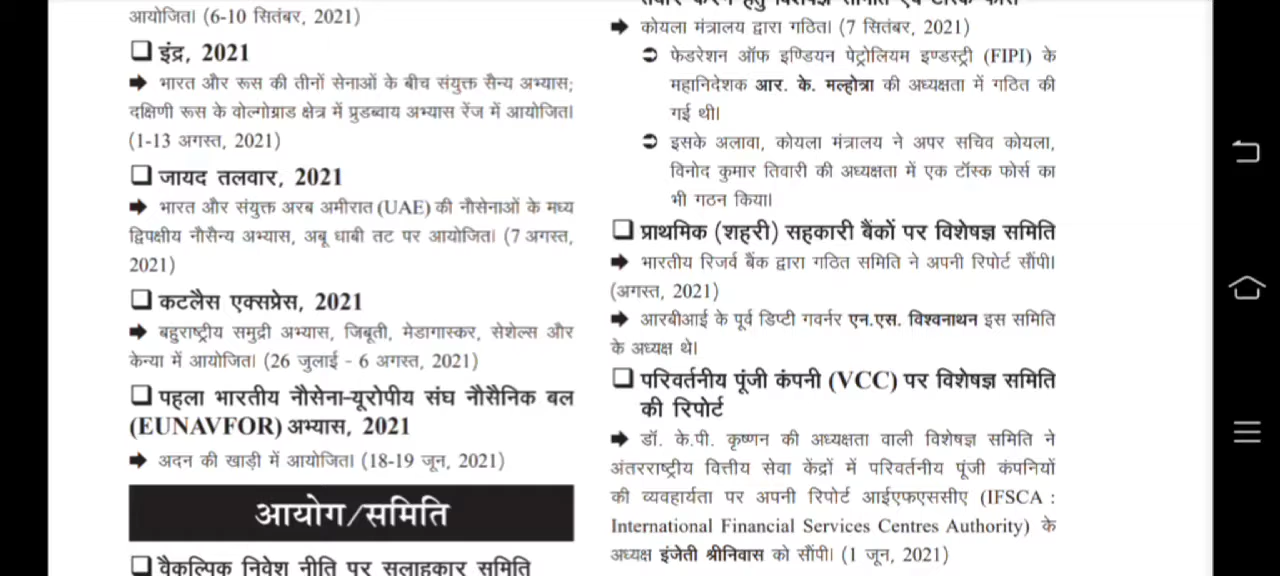 आयोजित। (6-10 सितंबर, 2021)
❑ इंद्र, 2021
➡ भारत और रूस की तीनों सेनाओं के बीच संयुक्त सैन्य अभ्यास;
दक्षिणी रूस के वोल्गोग्राड क्षेत्र में प्रुडब्वाय अभ्यास रेंज में आयोजित।
(1-13 अगस्त, 2021)
❑ जायद तलवार, 2021
➡ भारत और संयुक्त अरब अमीरात (UAE) की नौसेनाओं के मध्य
द्विपक्षीय नौसैन्य अभ्यास, अबू धाबी तट पर आयोजित। (7 अगस्त,
2021)
❑ कटलैस एक्सप्रेस, 2021
➡ बहुराष्ट्रीय समुद्री अभ्यास, जिबूती, मेडागास्कर, सेशेल्स और
केन्या में आयोजित। (26 जुलाई - 6 अगस्त, 2021)
❑ पहला भारतीय नौसेना-यूरोपीय संघ नौसैनिक बल
(EUNAVFOR) अभ्यास, 2021
➡ अदन की खाड़ी में आयोजित। (18-19 जून, 2021)
आयोग/समिति
❑ वैकल्पिक निवेश नीति पर सलाहकार समिति
तैयार करने हेतु विशेषज्ञ समिति एवं टास्क फोर्स
➡ कोयला मंत्रालय द्वारा गठित। (7 सितंबर, 2021)
➲ फेडरेशन ऑफ इण्डियन पेट्रोलियम इण्डस्ट्री (FIPI) के
महानिदेशक आर. के. मल्होत्रा की अध्यक्षता में गठित की
गई थी।
➲ इसके अलावा, कोयला मंत्रालय ने अपर सचिव कोयला,
विनोद कुमार तिवारी की अध्यक्षता में एक टॉस्क फोर्स का
भी गठन किया।
❑ प्राथमिक (शहरी) सहकारी बैंकों पर विशेषज्ञ समिति
➡ भारतीय रिजर्व बैंक द्वारा गठित समिति ने अपनी रिपोर्ट सौंपी।
(अगस्त, 2021)
➡ आरबीआई के पूर्व डिप्टी गवर्नर एन.एस. विश्वनाथन इस समिति
के अध्यक्ष थे।
❑ परिवर्तनीय पूंजी कंपनी (VCC) पर विशेषज्ञ समिति
की रिपोर्ट
➡ डॉ. के.पी. कृष्णन की अध्यक्षता वाली विशेषज्ञ समिति ने
अंतरराष्ट्रीय वित्तीय सेवा केंद्रों में परिवर्तनीय पूंजी कंपनियों
की व्यवहार्यता पर अपनी रिपोर्ट आईएफएससीए (IFSCA :
International Financial Services Centres Authority) के
अध्यक्ष इंजेती श्रीनिवास को सौंपी। (1 जून, 2021)